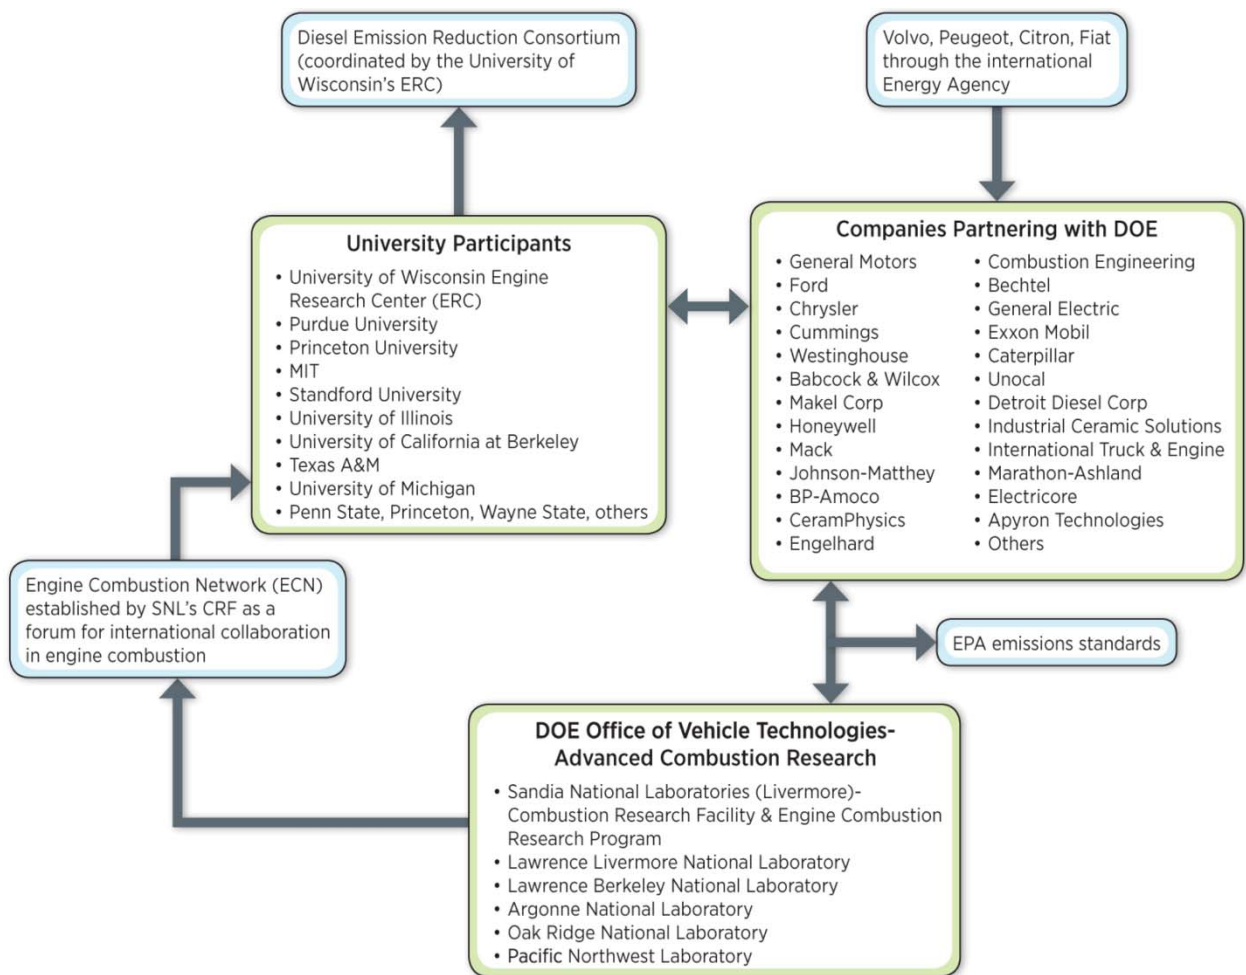 Diesel Emission Reduction Consortium
(coordinated by the University of
Wisconsin's ERC)
Volvo, Peugeot, Citron, Fiat
through the international
Energy Agency
University Participants
• University of Wisconsin Engine
Research Center (ERC)
• Purdue University
• Princeton University
• MIT
• Standford University
• University of Illinois
• University of California at Berkeley
• Texas A&M
• University of Michigan
• Penn State, Princeton, Wayne State, others
Companies Partnering with DOE
• General Motors
• Ford
• Chrysler
• Cummings
• Westinghouse
• Babcock & Wilcox
• Makel Corp
• Honeywell
• Mack
• Johnson-Matthey
• BP-Amoco
• CeramPhysics
• Engelhard
• Combustion Engineering
• Bechtel
• General Electric
• Exxon Mobil
• Caterpillar
• Unocal
• Detroit Diesel Corp
• Industrial Ceramic Solutions
• International Truck & Engine
• Marathon-Ashland
• Electricore
• Apyron Technologies
• Others
Engine Combustion Network (ECN)
established by SNL's CRF as a
forum for international collaboration
in engine combustion
EPA emissions standards
DOE Office of Vehicle Technologies-
Advanced Combustion Research
• Sandia National Laboratories (Livermore)-
Combustion Research Facility & Engine Combustion
Research Program
• Lawrence Livermore National Laboratory
• Lawrence Berkeley National Laboratory
• Argonne National Laboratory
• Oak Ridge National Laboratory
• Pacific Northwest Laboratory